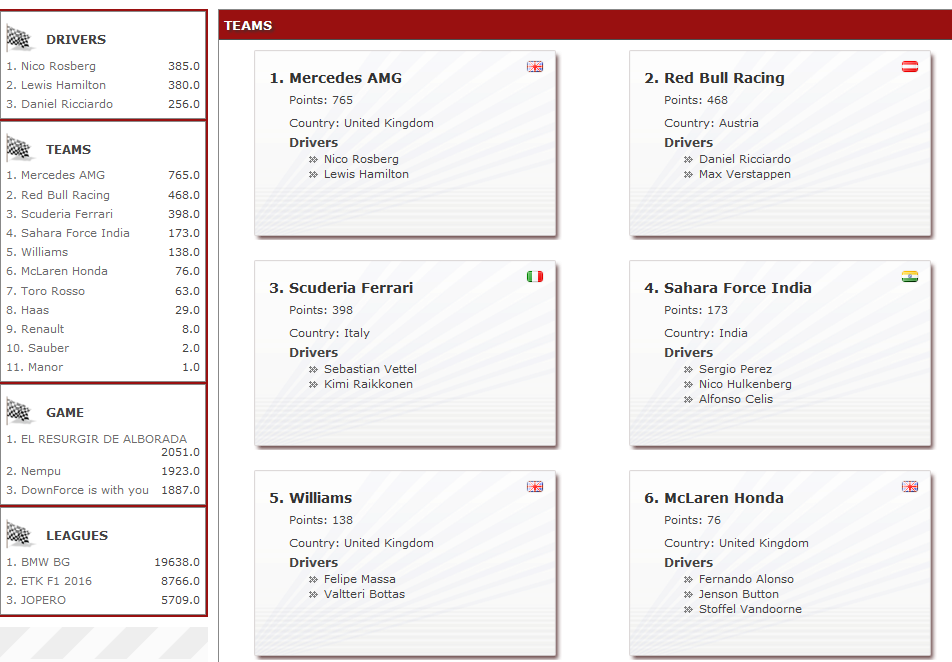 DRIVERS
1. Nico Rosberg 385.0
2. Lewis Hamilton 380.0
3. Daniel Ricciardo 256.0
TEAMS
1. Mercedes AMG 765.0
2. Red Bull Racing 468.0
3. Scuderia Ferrari 398.0
4. Sahara Force India 173.0
5. Williams 138.0
6. McLaren Honda 76.0
7. Toro Rosso 63.0
8. Haas 29.0
9. Renault 8.0
10. Sauber 2.0
11. Manor 1.0
GAME
1. EL RESURGIR DE ALBORADA
2051.0
2. Nempu 1923.0
3. DownForce is with you 1887.0
LEAGUES
1. BMW BG 19638.0
2. ETK F1 2016 8766.0
3. JOPERO 5709.0
TEAMS
1. Mercedes AMG
Points: 765
Country: United Kingdom
Drivers
Nico Rosberg
Lewis Hamilton
2. Red Bull Racing
Points: 468
Country: Austria
Drivers
Daniel Ricciardo
Max Verstappen
3. Scuderia Ferrari
Points: 398
Country: Italy
Drivers
Sebastian Vettel
Kimi Raikkonen
4. Sahara Force India
Points: 173
Country: India
Drivers
Sergio Perez
Nico Hulkenberg
Alfonso Celis
5. Williams
Points: 138
Country: United Kingdom
Drivers
Felipe Massa
Valtteri Bottas
6. McLaren Honda
Points: 76
Country: United Kingdom
Drivers
Fernando Alonso
Jenson Button
Stoffel Vandoorne